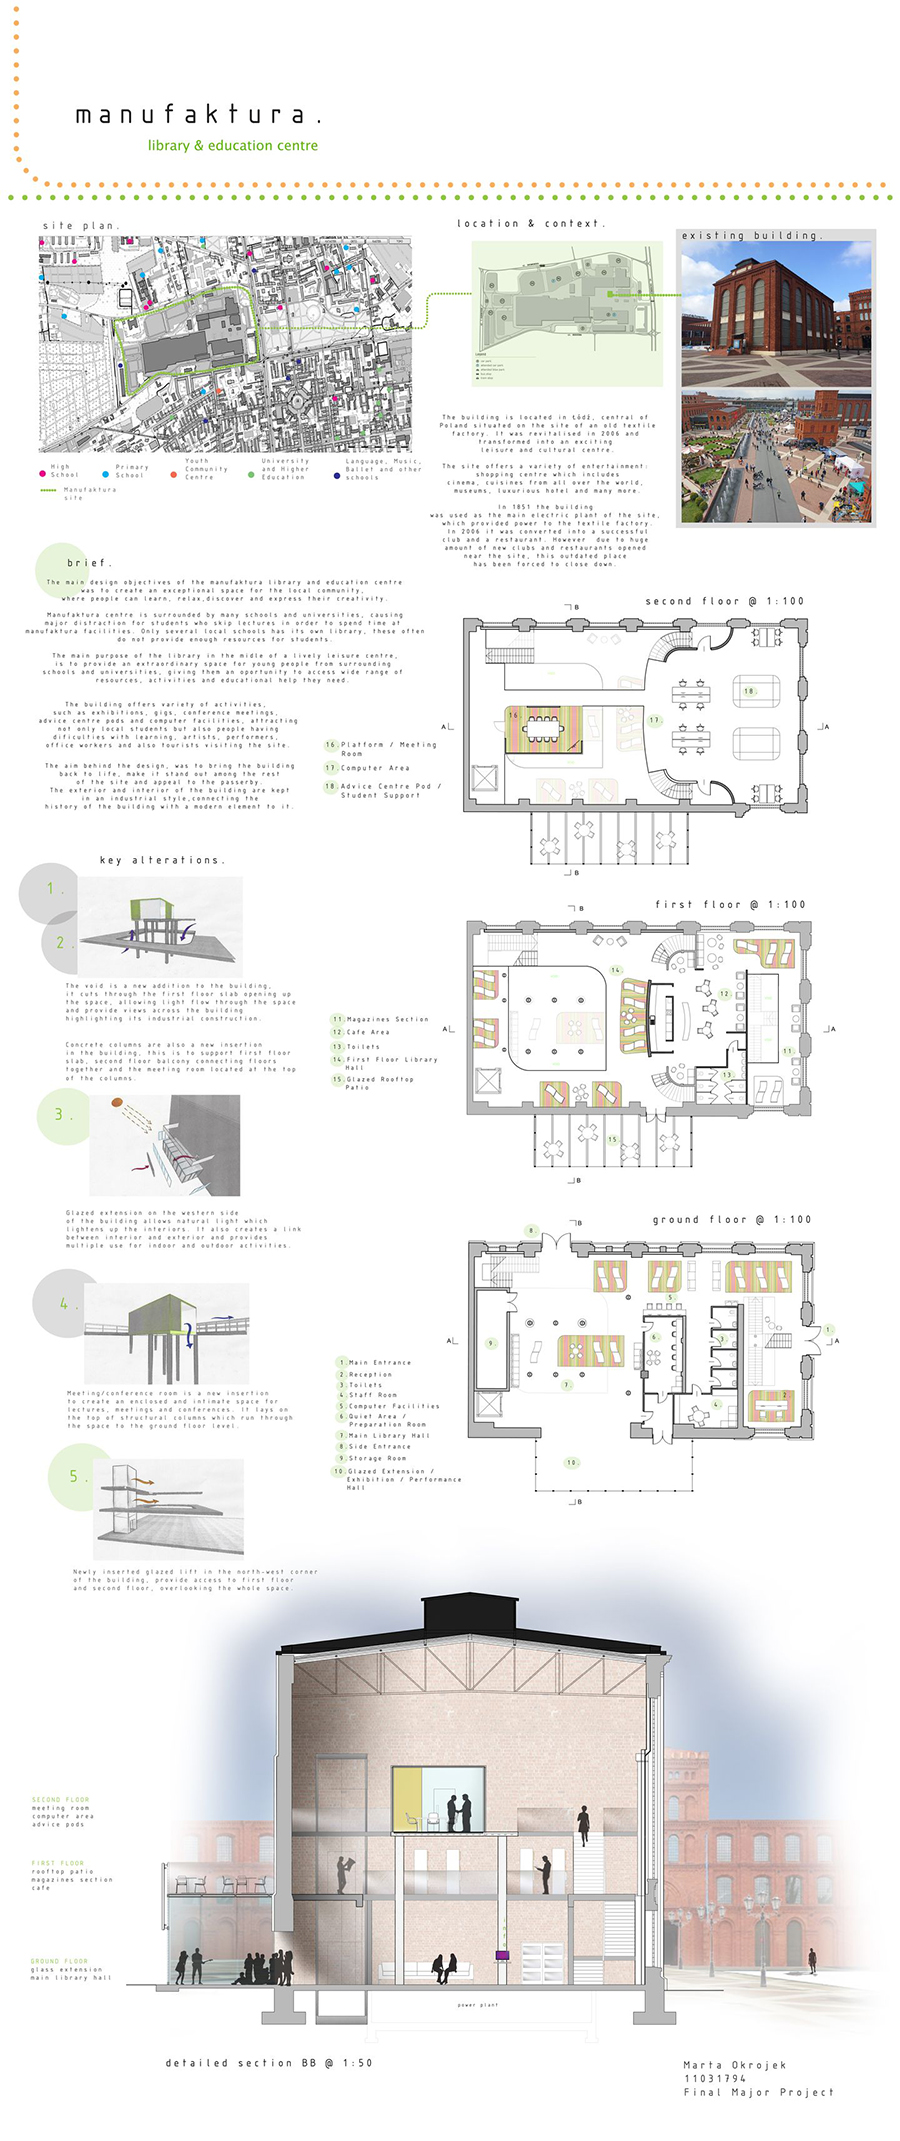 manufaktura.
library & education centre
site plan.
High
School
Primary
School
Youth
Community
Centre
University
and Higher
Education
Language, Music,
Ballet and other
schools
Manufaktura
site
location & context.
existing building.
The building is located in Łódź, central of
Poland situated on the site of an old textile
factory. It was revitalised in 2006 and
transformed into an exciting
leisure and cultural centre.
The site offers a variety of entertainment:
shopping centre which includes
cinema, cuisines from all over the world,
museums, luxurious hotel and many more.
In 1851 the building
was used as the main electric plant of the site,
which provided power to the textile factory.
In 2006 it was converted into a successful
club and a restaurant. However due to huge
amount of new clubs and restaurants opened
near the site, this outdated place
has been forced to close down.
brief.
The main design objectives of the manufaktura library and education centre
was to create an exceptional space for the local community,
where people can learn, relax,discover and express their creativity.
Manufaktura centre is surrounded by many schools and universities, causing
major distraction for students who skip lectures in order to spend time at
manufaktura facilities. Only several local schools has its own library, these often
do not provide enough resources for students.
The main purpose of the library in the middle of a lively leisure centre,
is to provide an extraordinary space for young people from surrounding
schools and universities, giving them an oportunity to access wide range of
resources, activities and educational help they need.
The building offers variety of activities,
such as exhibitions, gigs, conference meetings,
advice centre pods and computer facilities, attracting
not only local students but also people having
difficulties with learning, artists, performers,
office workers and also tourists visiting the site.
The aim behind the design, was to bring the building
back to life, make it stand out among the rest
of the site and appeal to the passerby.
The exterior and interior of the building are kept
in an industrial style,connecting the
history of the building with a modern element to it.
second floor @ 1:100
B
A
A
16
17
18
16. Platform / Meeting
Room
17. Computer Area
18. Advice Centre Pod /
Student Support
B
key alterations.
1.
2.
The void is a new addition to the building,
it cuts through the first floor slab opening up
the space, allowing light flow through the space
and provide views across the building
highlighting its industrial construction.
Concrete columns are also a new insertion
in the building, this is to support first floor
slab, second floor balcony connecting floors
together and the meeting room located at the top
of the columns.
3.
Glazed extension on the western side
of the building allows natural light which
lightens up the interiors. It also creates a link
between interior and exterior and provides
multiple use for indoor and outdoor activities.
4.
Meeting/conference room is a new insertion
to create an enclosed and intimate space for
lectures, meetings and conferences. It lays on
the top of structural columns which run through
the space to the ground floor level.
5.
Newly inserted glazed lift in the north-west corner
of the building, provide access to first floor
and second floor, overlooking the whole space.
first floor @ 1:100
B
A
A
14
12
11
13
15
11. Magazines Section
12. Cafe Area
13. Toilets
14. First Floor Library
Hall
15. Glazed Rooftop
Patio
B
ground floor @ 1:100
8
B
A
A
1
9
5
6
3
7
4
2
10
1. Main Entrance
2. Reception
3. Toilets
4. Staff Room
5. Computer Facilities
6. Quiet Area /
Preparation Room
7. Main Library Hall
8. Side Entrance
9. Storage Room
10. Glazed Extension /
Exhibition / Performance
Hall
B
SECOND FLOOR
meeting room
computer area
advice pods
FIRST FLOOR
rooftop patio
magazines section
cafe
GROUND FLOOR
glass extension
main library hall
power plant
detailed section BB @ 1:50
Marta Okrojek
11031794
Final Major Project